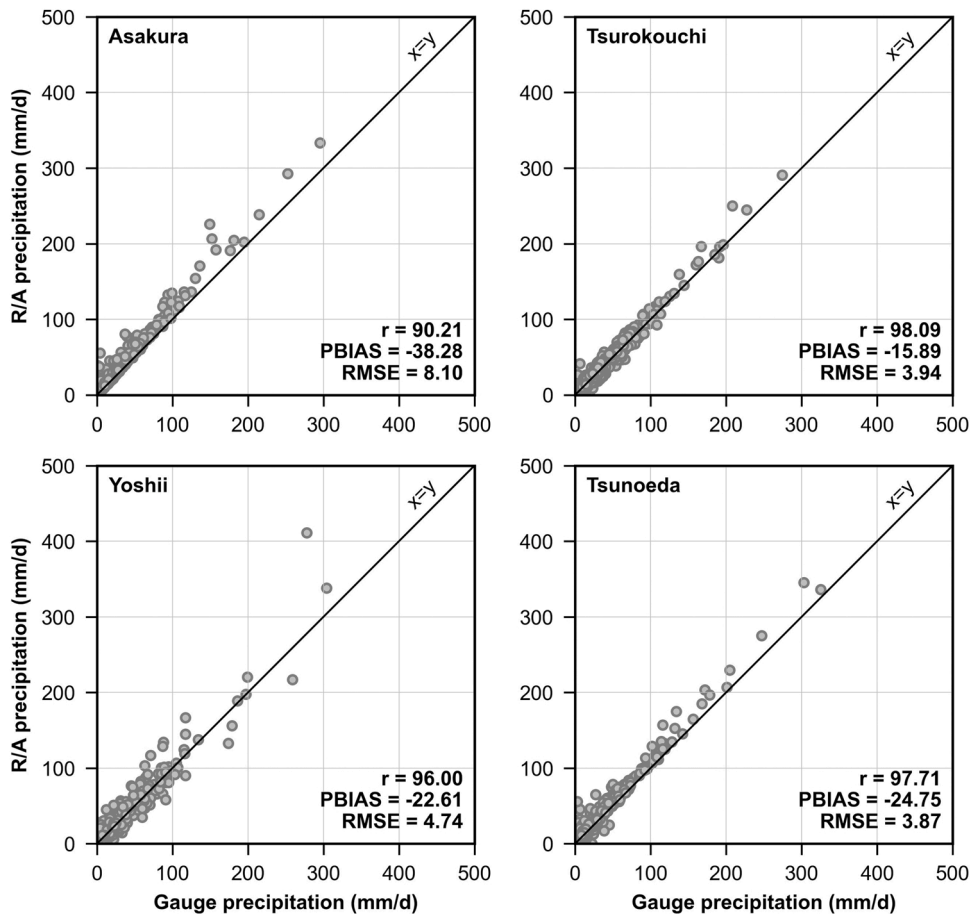 Asakura
x=y
R/A precipitation (mm/d)
500
400
300
200
100
0
r = 90.21
PBIAS = -38.28
RMSE = 8.10
0 100 200 300 400 500
Tsurokouchi
x=y
500
400
300
200
100
0
r = 98.09
PBIAS = -15.89
RMSE = 3.94
0 100 200 300 400 500
Yoshii
x=y
R/A precipitation (mm/d)
500
400
300
200
100
0
r = 96.00
PBIAS = -22.61
RMSE = 4.74
0 100 200 300 400 500
Gauge precipitation (mm/d)
Tsunoeda
x=y
500
400
300
200
100
0
r = 97.71
PBIAS = -24.75
RMSE = 3.87
0 100 200 300 400 500
Gauge precipitation (mm/d)